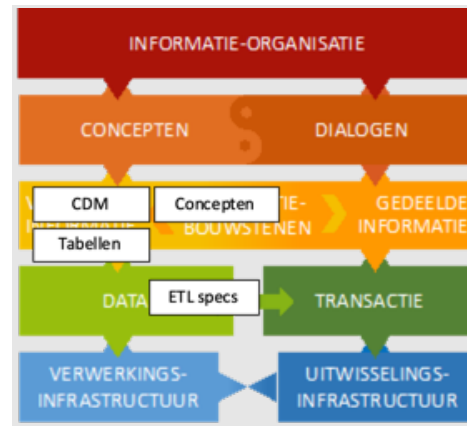 INFORMATIE-ORGANISATIE
CONCEPTEN
DIALOGEN
CDM
Concepten
GEDEELDE
INFORMATIE
BOUWSTENEN
Tabellen
DATA
ETL specs
TRANSACTIE
VERWERKINGS-
INFRASTRUCTUUR
UITWISSELINGS-
INFRASTRUCTUUR